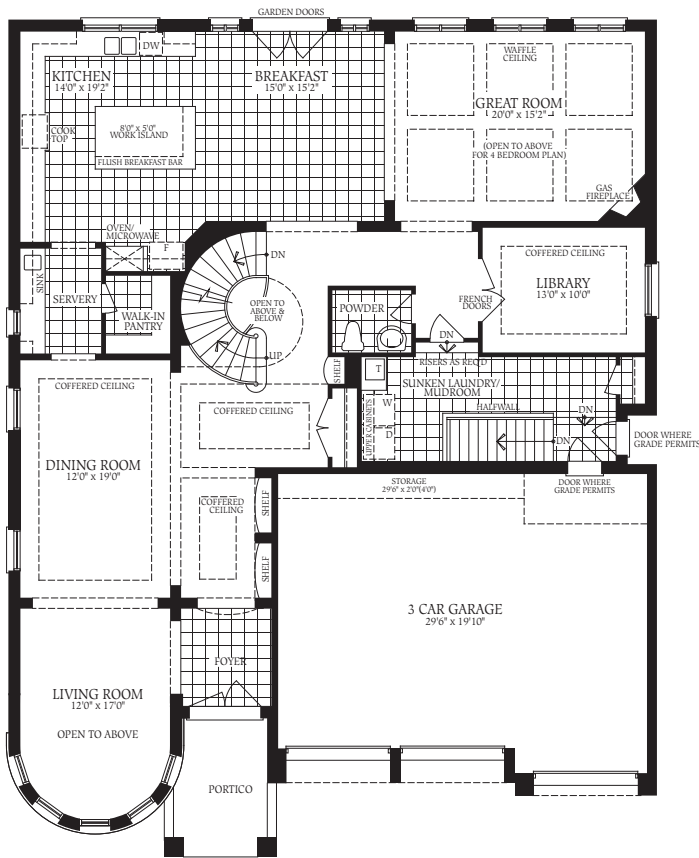 GARDEN DOORS
DW
KITCHEN
14'0" x 19'2"
BREAKFAST
15'0" x 15'2"
WAFFLE
CEILING
GREAT ROOM
20'0" x 15'2"
COOK
TOP
8'0" x 5'0"
WORK ISLAND
FLUSH BREAKFAST BAR
(OPEN TO ABOVE
FOR 4 BEDROOM PLAN)
GAS
FIREPLACE
OVEN/
MICROWAVE
F
DN
COFFERED CEILING
SINK
SERVERY
WALK-IN
PANTRY
OPEN TO
ABOVE &
BELOW
POWDER
FRENCH
DOORS
LIBRARY
13'0" x 10'0"
DN
UP
SHELF
RISERS AS REQ'D
T
SUNKEN LAUNDRY/
MUDROOM
COFFERED CEILING
COFFERED CEILING
UPPER CABINETS
W
D
HALFWALL
DN
DN
DOOR WHERE
GRADE PERMITS
DINING ROOM
12'0" x 19'0"
STORAGE
29'6" x 2'0"(4'0")
DOOR WHERE
GRADE PERMITS
COFFERED
CEILING
SHELF
SHELF
3 CAR GARAGE
29'6" x 19'10"
FOYER
LIVING ROOM
12'0" x 17'0"
OPEN TO ABOVE
PORTICO